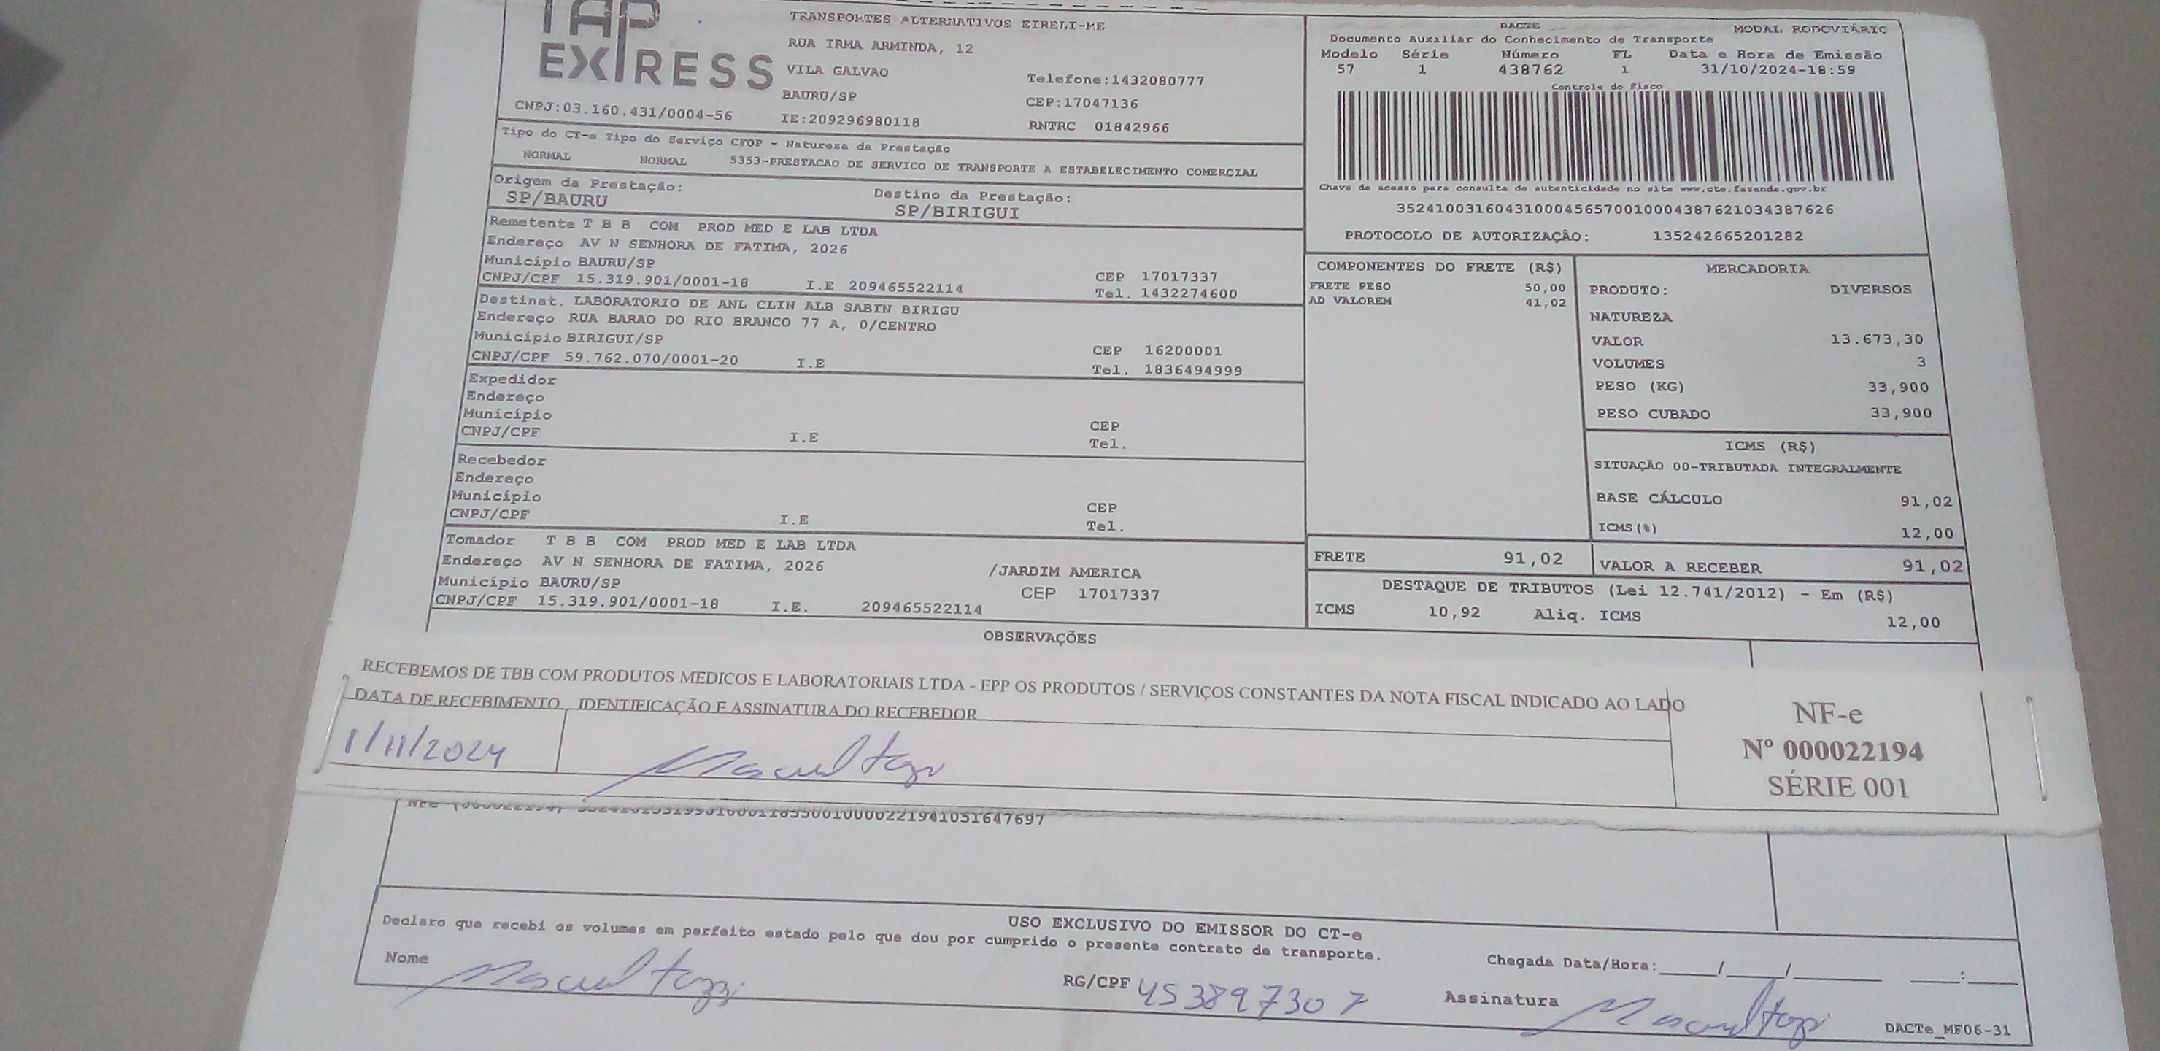 TAP
EXPRESS
TRANSPORTES ALTERNATIVOS EIRELI-ME
RUA IRMA ARMINDA, 12
VILA GALVAO
Telefone:1432080777
BAURU/SP
CEP:17047136
CNPJ:03.160.431/0004-56
IE:209296980118
RNTRC 01842966
DACTE
MODAL RODOVIÁRIO
Documento Auxiliar do Conhecimento de Transporte
Modelo Série Número FL Data e Hora de Emissão
57 1 438762 1 31/10/2024-18:59
Controle do Fisco
Chave de acesso para consulta de autenticidade no site www.cte.fazenda.gov.br
35241003160431000456570010004387621034387626
PROTOCOLO DE AUTORIZAÇÃO: 135242665201282
Tipo do CT-e Tipo do Serviço CFOP - Natureza da Prestação
NORMAL NORMAL 5353-PRESTACAO DE SERVICO DE TRANSPORTE A ESTABELECIMENTO COMERCIAL
Origem da Prestação: Destino da Prestação:
SP/BAURU SP/BIRIGUI
Remetente T B B COM PROD MED E LAB LTDA
Endereço AV N SENHORA DE FATIMA, 2026
Município BAURU/SP CEP 17017337
CNPJ/CPF 15.319.901/0001-18 I.E 209465522114 Tel. 1432274600
Destinat. LABORATORIO DE ANL CLIN ALB SABIN BIRIGU
Endereço RUA BARAO DO RIO BRANCO 77 A, 0/CENTRO
Município BIRIGUI/SP CEP 16200001
CNPJ/CPF 59.762.070/0001-20 I.E Tel. 1836494999
Expedidor
Endereço
Município CEP
CNPJ/CPF I.E Tel.
Recebedor
Endereço
Município CEP
CNPJ/CPF I.E Tel.
Tomador T B B COM PROD MED E LAB LTDA
Endereço AV N SENHORA DE FATIMA, 2026 /JARDIM AMERICA
Município BAURU/SP CEP 17017337
CNPJ/CPF 15.319.901/0001-18 I.E. 209465522114
COMPONENTES DO FRETE (R$)
FRETE PESO 50,00
AD VALOREM 41,02
MERCADORIA
PRODUTO: DIVERSOS
NATUREZA
VALOR 13.673,30
VOLUMES 3
PESO (KG) 33,900
PESO CUBADO 33,900
ICMS (R$)
SITUAÇÃO 00-TRIBUTADA INTEGRALMENTE
BASE CÁLCULO 91,02
ICMS(%) 12,00
FRETE 91,02 VALOR A RECEBER 91,02
DESTAQUE DE TRIBUTOS (Lei 12.741/2012) - Em (R$)
ICMS 10,92 Aliq. ICMS 12,00
OBSERVAÇÕES
RECEBEMOS DE TBB COM PRODUTOS MEDICOS E LABORATORIAIS LTDA - EPP OS PRODUTOS / SERVIÇOS CONSTANTES DA NOTA FISCAL INDICADO AO LADO
DATA DE RECEBIMENTO IDENTIFICAÇÃO E ASSINATURA DO RECEBEDOR
1/11/2024
NF-e
Nº 000022194
SÉRIE 001
USO EXCLUSIVO DO EMISSOR DO CT-e
Declaro que recebi os volumes em perfeito estado pelo que dou por cumprido o presente contrato de transporte.
Nome
RG/CPF 453897307
Chegada Data/Hora:____/____/________ ____:____
Assinatura
DACTe_MF06-31